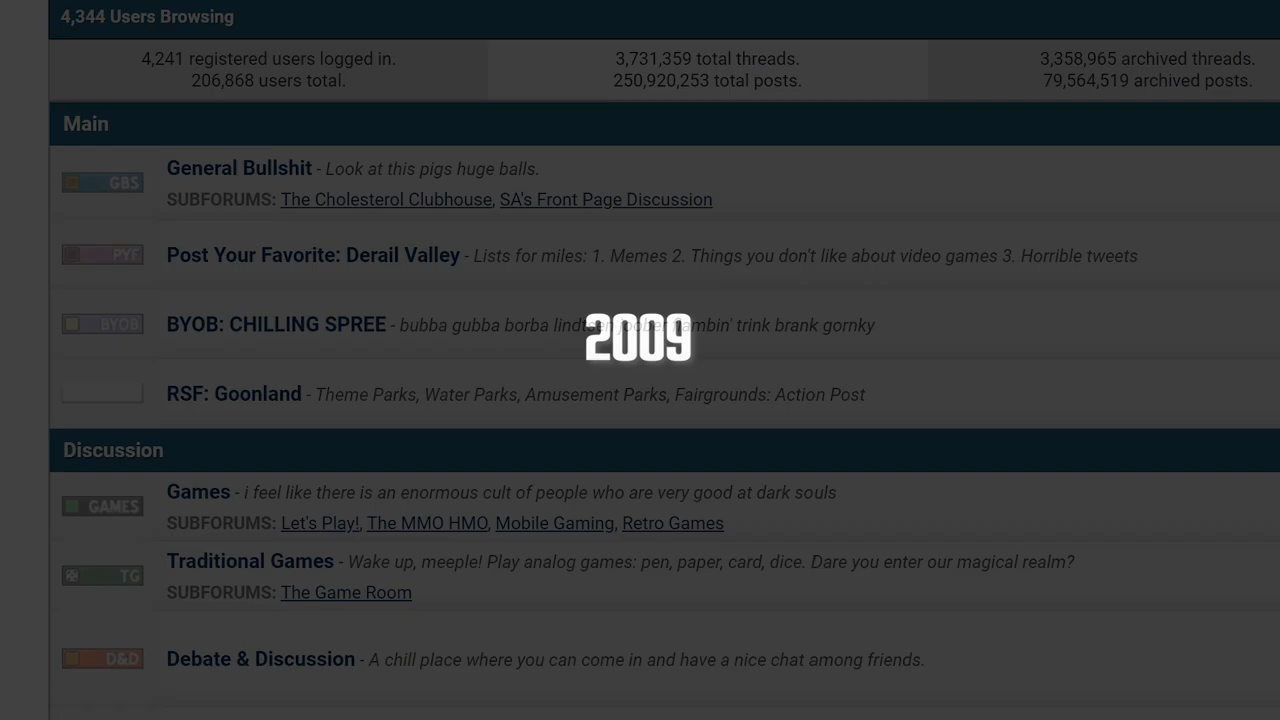 4,344 Users Browsing
4,241 registered users logged in.
206,868 users total.
3,731,359 total threads.
250,920,253 total posts.
3,358,965 archived threads.
79,564,519 archived posts.
Main
GBS
General Bullshit - Look at this pigs huge balls.
SUBFORUMS: The Cholesterol Clubhouse, SA's Front Page Discussion
PYF
Post Your Favorite: Derail Valley - Lists for miles: 1. Memes 2. Things you don't like about video games 3. Horrible tweets
BYOB
BYOB: CHILLING SPREE - bubba gubba borba trink brank gornky
2009
RSF: Goonland - Theme Parks, Water Parks, Amusement Parks, Fairgrounds: Action Post
Discussion
GAMES
Games - i feel like there is an enormous cult of people who are very good at dark souls
SUBFORUMS: Let's Play!, The MMO HMO, Mobile Gaming, Retro Games
TG
Traditional Games - Wake up, meeple! Play analog games: pen, paper, card, dice. Dare you enter our magical realm?
SUBFORUMS: The Game Room
D&D
Debate & Discussion - A chill place where you can come in and have a nice chat among friends.